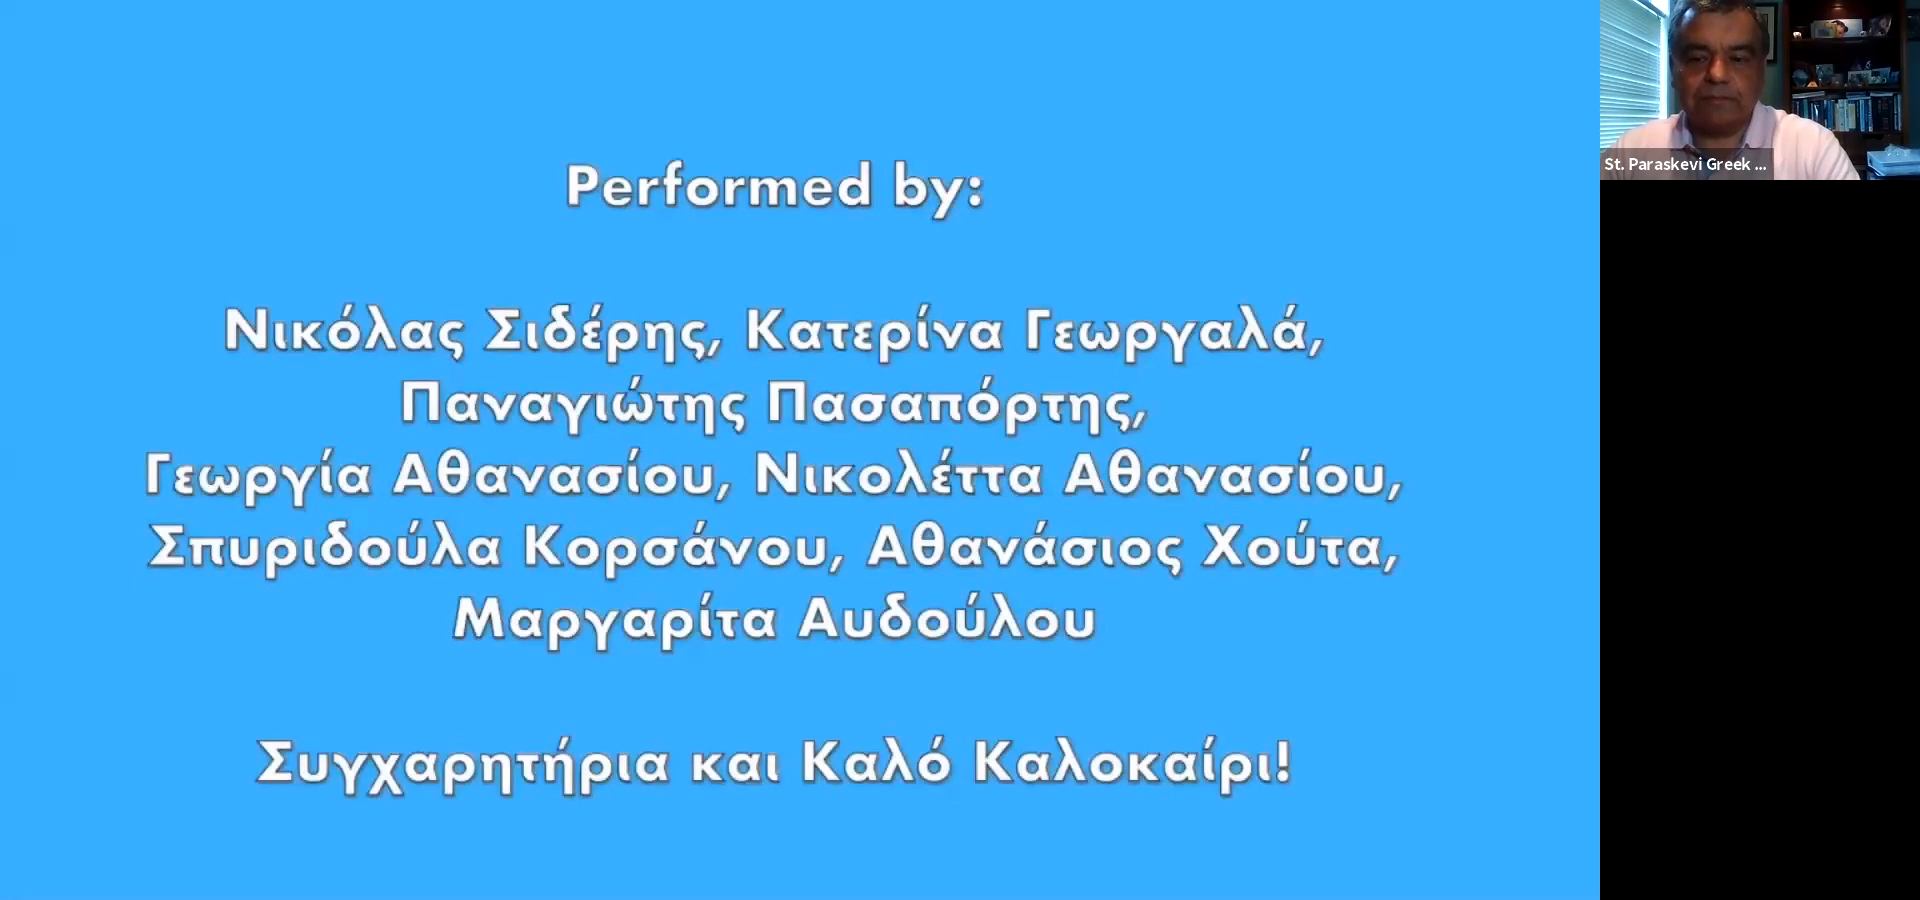 Performed by:
Νικόλας Σιδέρης, Κατερίνα Γεωργαλά,
Παναγιώτης Πασαπόρτης,
Γεωργία Αθανασίου, Νικολέττα Αθανασίου,
Σπυριδούλα Κορσάνου, Αθανάσιος Χούτα,
Μαργαρίτα Αυδούλου
Συγχαρητήρια και Καλό Καλοκαίρι!
St. Paraskevi Greek ...